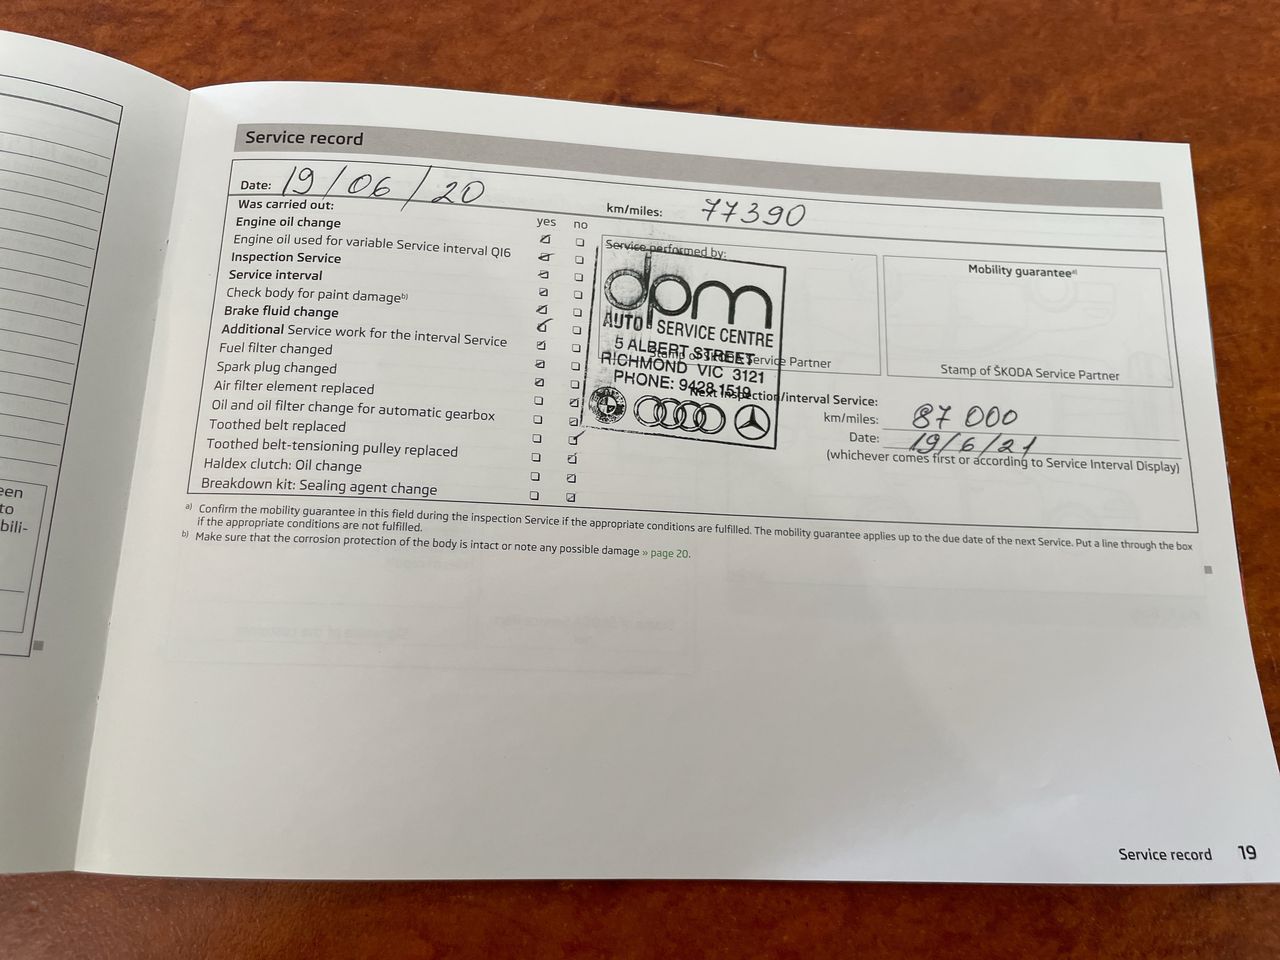 Service record
Date: 19/06/20
km/miles: 77390
Was carried out:
yes no
Engine oil change
Engine oil used for variable Service interval QI6
Inspection Service
Service interval
Check body for paint damage b)
Brake fluid change
Additional Service work for the interval Service
Fuel filter changed
Spark plug changed
Air filter element replaced
Oil and oil filter change for automatic gearbox
Toothed belt replaced
Toothed belt-tensioning pulley replaced
Haldex clutch: Oil change
Breakdown kit: Sealing agent change
Service performed by:
dpm
AUTO SERVICE CENTRE
5 ALBERT STREET
RICHMOND VIC 3121
PHONE: 9428 1519
Stamp of ŠKODA Service Partner
Mobility guarantee a)
Stamp of ŠKODA Service Partner
Next inspection/interval Service:
km/miles: 87 000
Date: 19/6/21
(whichever comes first or according to Service Interval Display)
a) Confirm the mobility guarantee in this field during the inspection Service if the appropriate conditions are fulfilled. The mobility guarantee applies up to the due date of the next Service. Put a line through the box
if the appropriate conditions are not fulfilled.
b) Make sure that the corrosion protection of the body is intact or note any possible damage » page 20.
Service record 19
een
to
bili-